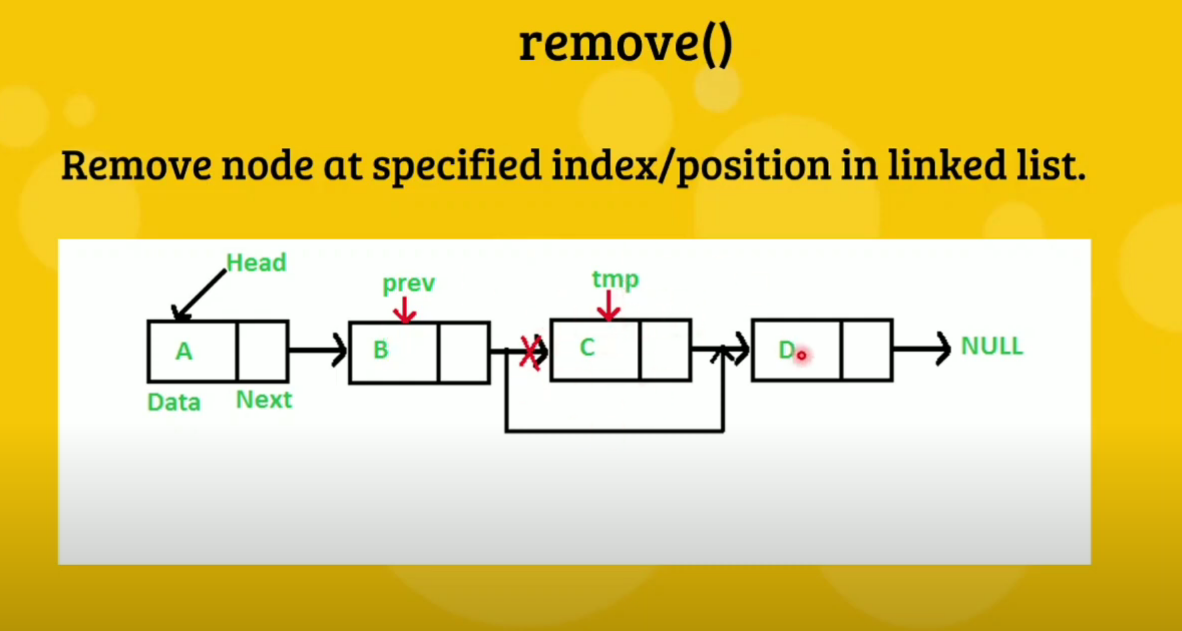 remove()
Remove node at specified index/position in linked list.
Head
prev
tmp
A
B
C
D
NULL
Data
Next